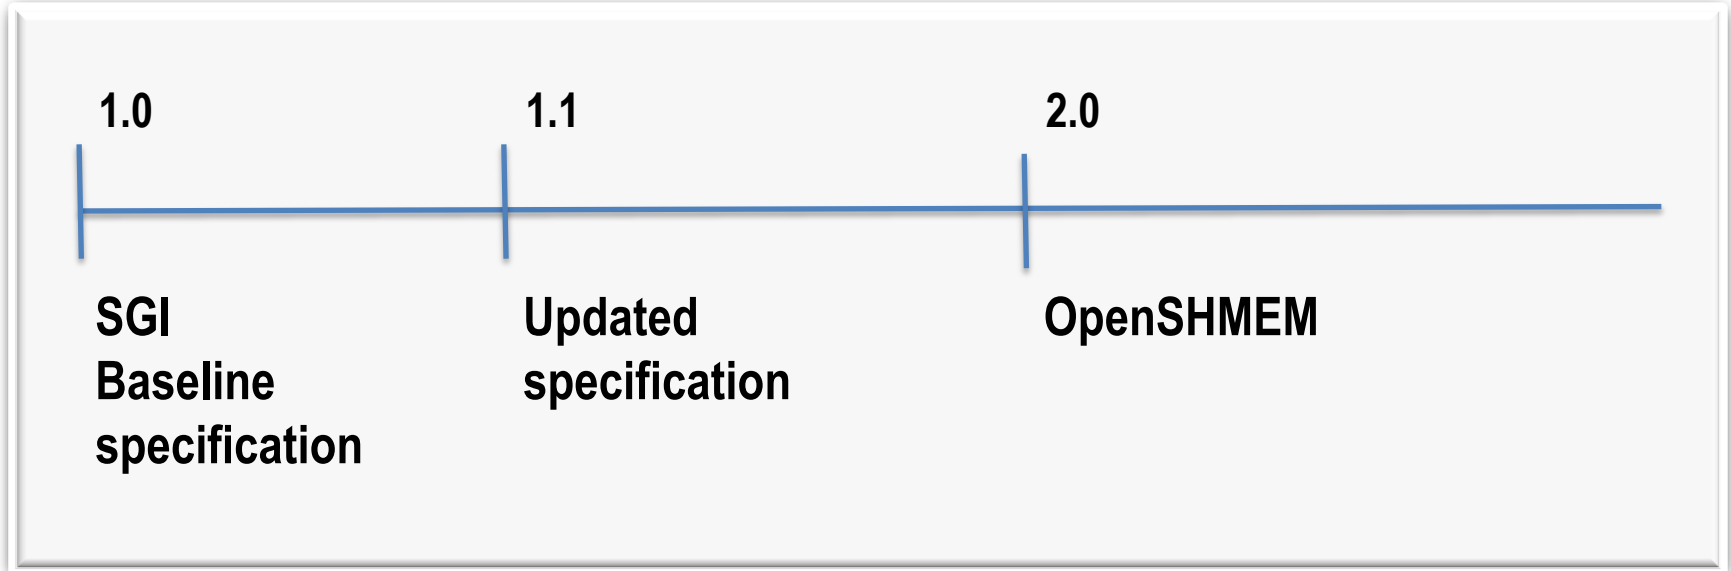 1.0
1.1
2.0
SGI
Baseline
specification
Updated
specification
OpenSHMEM